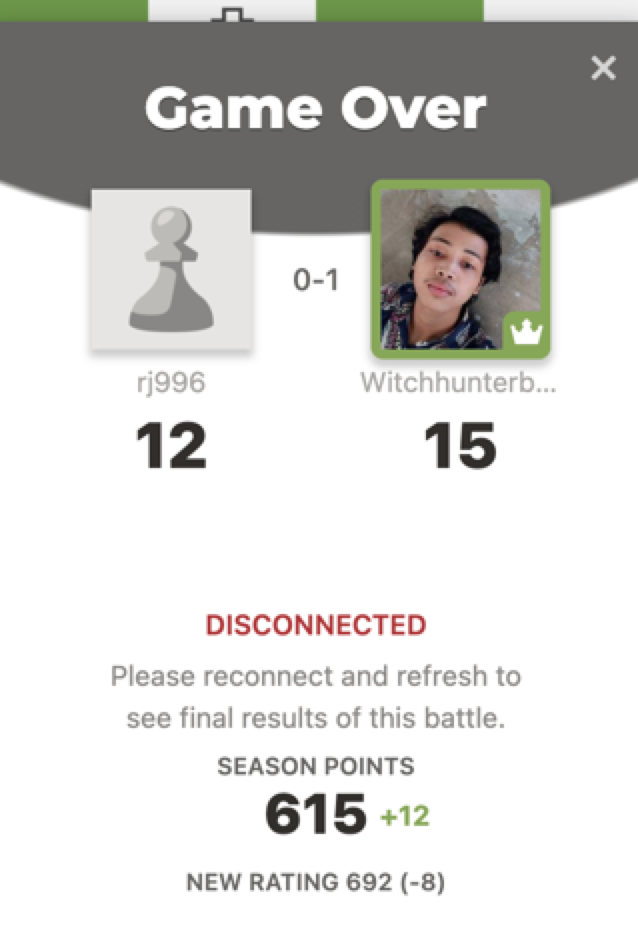 Game Over
0-1
rj996 Witchhunterb...
12 15
DISCONNECTED
Please reconnect and refresh to
see final results of this battle.
SEASON POINTS
615 +12
NEW RATING 692 (-8)